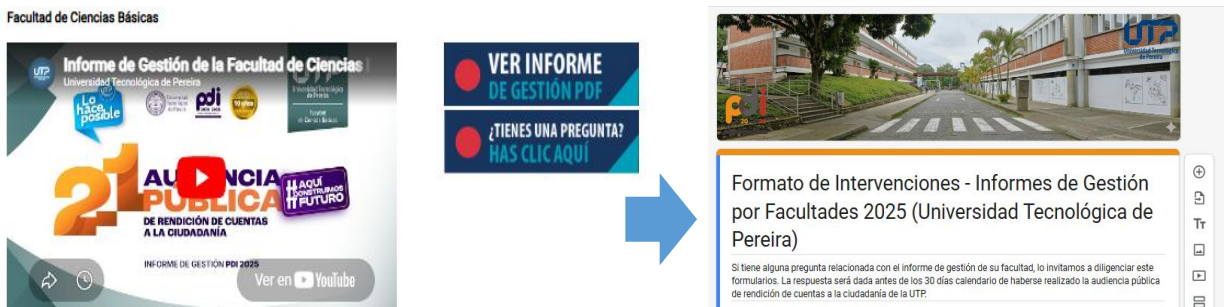 Facultad de Ciencias Básicas
Informe de Gestión de la Facultad de Ciencias
Universidad Tecnológica de Pereira
UTP
Lo
hace
posible
pdi
UTP
21
AUDIENCIA
PÚBLICA
DE RENDICIÓN DE CUENTAS
A LA CIUDADANÍA
#AQUÍ
CONSTRUIMOS
FUTURO
INFORME DE GESTIÓN PDI 2025
Ver en YouTube
VER INFORME
DE GESTIÓN PDF
¿TIENES UNA PREGUNTA?
HAS CLIC AQUÍ
UTP
Universidad Tecnológica
de Pereira
pdi
Formato de Intervenciones - Informes de Gestión
por Facultades 2025 (Universidad Tecnológica de
Pereira)
Si tiene alguna pregunta relacionada con el informe de gestión de su facultad, lo invitamos a diligenciar este
formularios. La respuesta será dada antes de los 30 días calendario de haberse realizado la audiencia pública
de rendición de cuentas a la ciudadanía de la UTP.
Tт